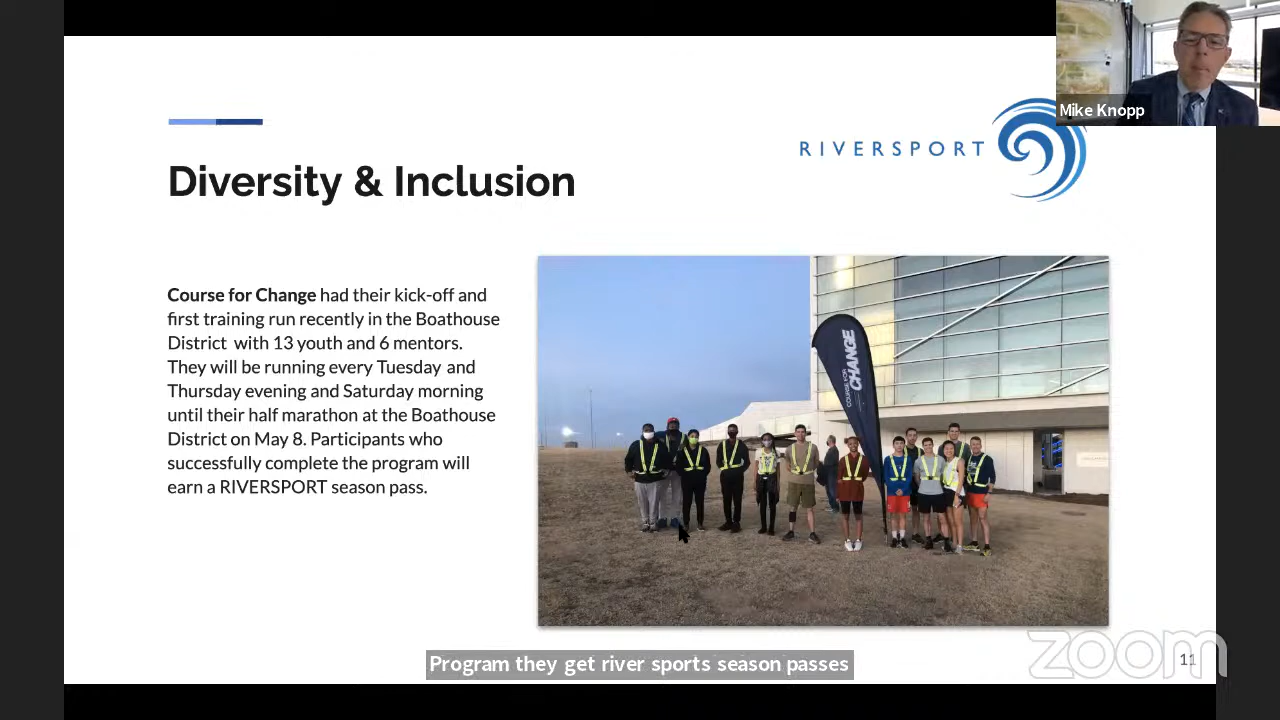 Mike Knopp
RIVERSPORT
Diversity & Inclusion
Course for Change had their kick-off and
first training run recently in the Boathouse
District with 13 youth and 6 mentors.
They will be running every Tuesday and
Thursday evening and Saturday morning
until their half marathon at the Boathouse
District on May 8. Participants who
successfully complete the program will
earn a RIVERSPORT season pass.
COURSE FOR
CHANGE
Program they get river sports season passes
zoom
11